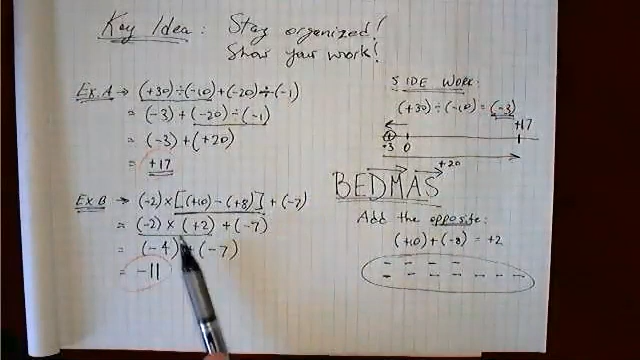 Key Idea: Stay organized!
Show your work!
Ex. A → (+30)÷(-10)+(-20)÷(-1)
= (-3)+(-20)÷(-1)
= (-3)+(+20)
= +17
Ex B → (-2)×[(+10)-(+8)]+(-7)
= (-2)×(+2)+(-7)
= (-4)+(-7)
= -11
SIDE WORK:
(+30)÷(-10)=(-3)
+17
+3 0
+20
BEDMAS
Add the opposite:
(+10)+(-8) = +2